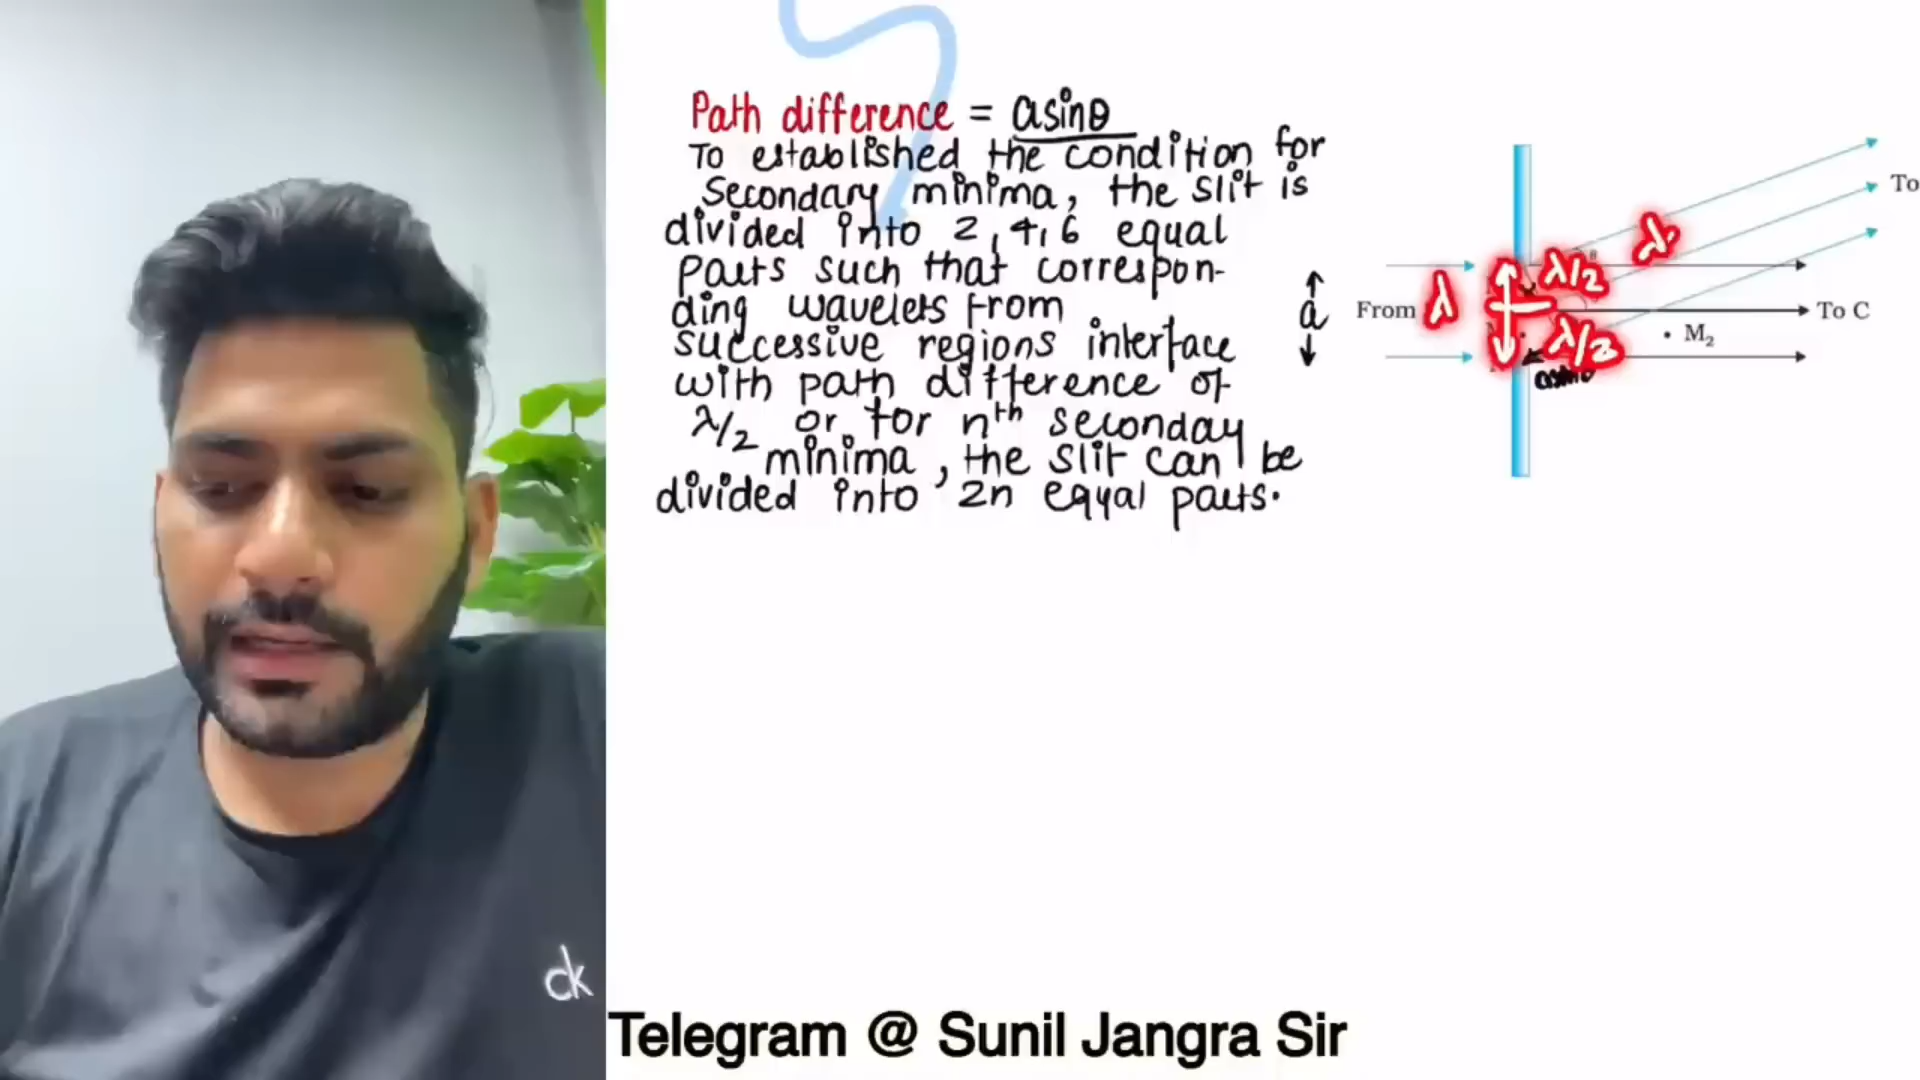 Path difference = asinθ
To established the condition for
secondary minima, the slit is
divided into 2, 4, 6 equal
parts such that correspon-
ding wavelets from
successive regions interface
with path difference of
λ/2 or for nth seconday
minima, the slit can be
divided into 2n equal parts.
To
λ
λ/2
a
From
λ
To C
λ/2
M2
asinθ
ck
Telegram @ Sunil Jangra Sir